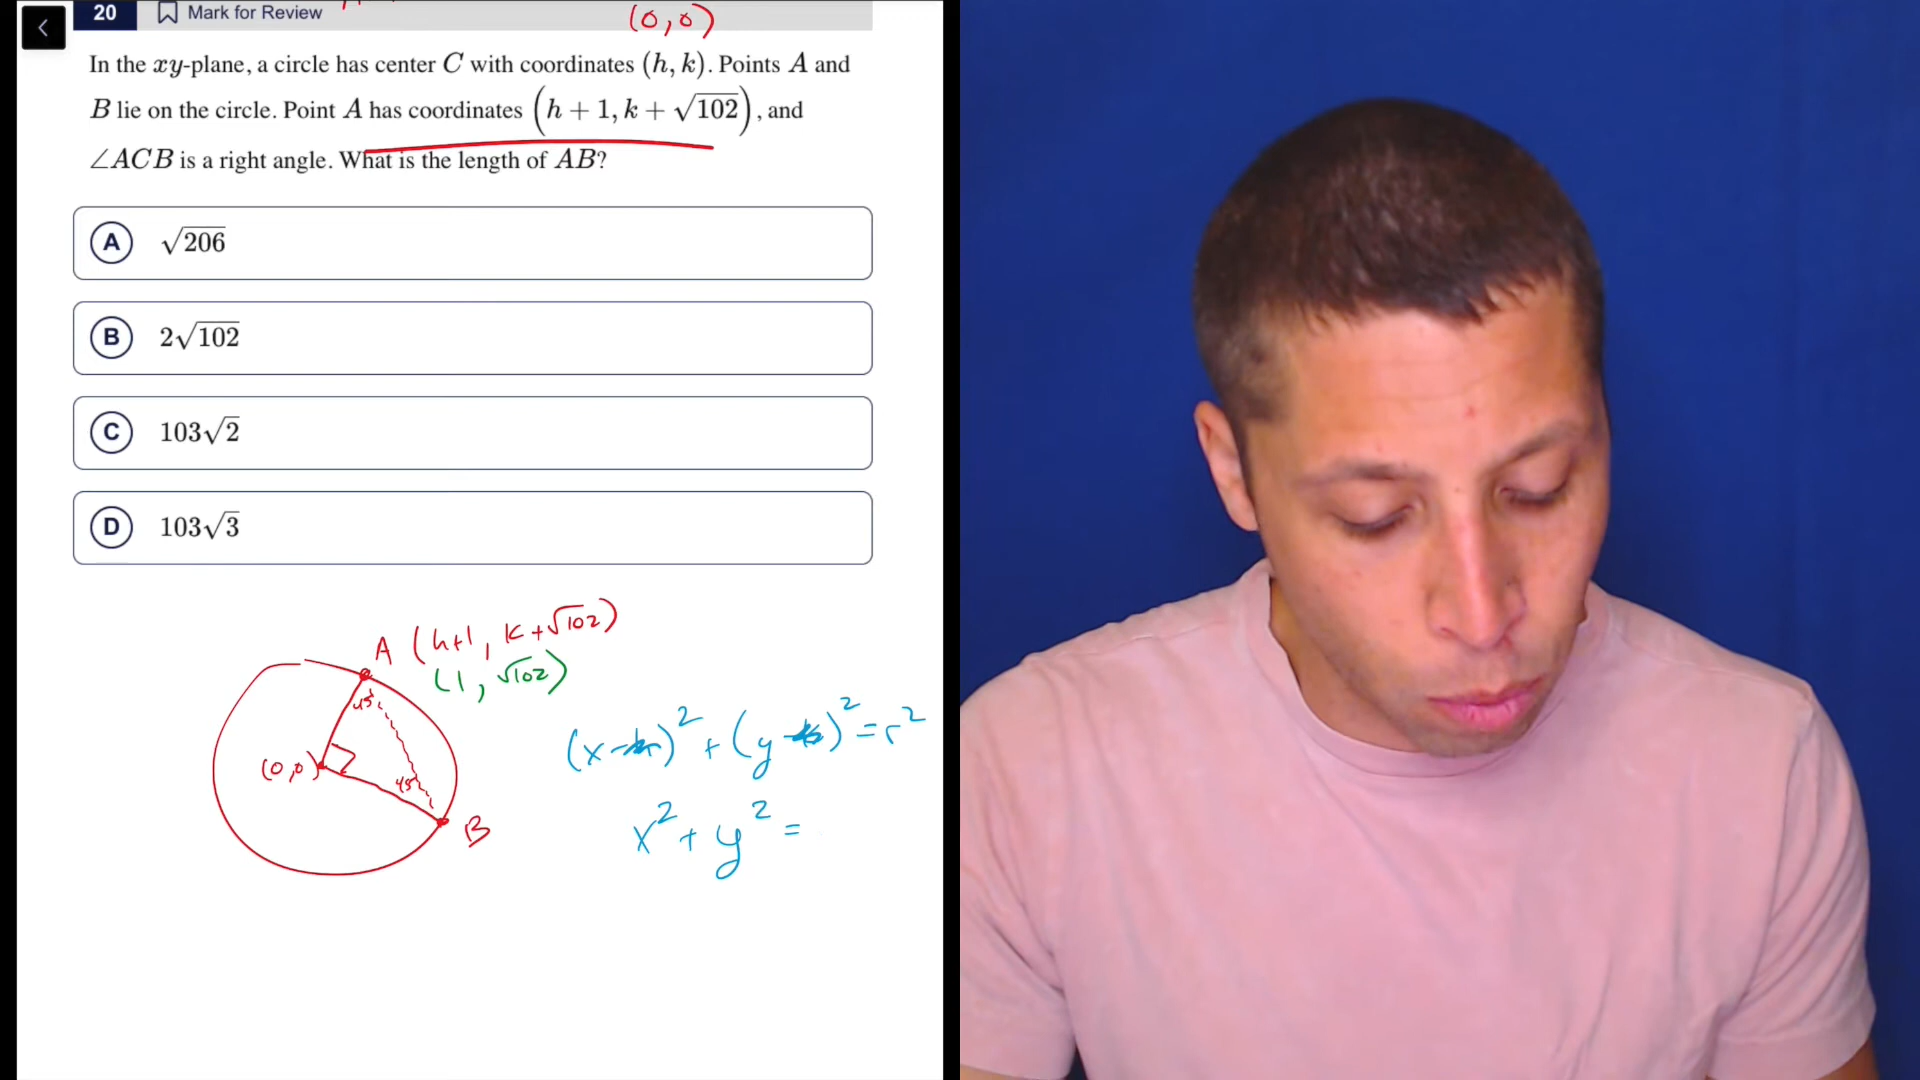 20 Mark for Review
(0,0)
In the xy-plane, a circle has center C with coordinates (h, k). Points A and
B lie on the circle. Point A has coordinates (h + 1, k + √102), and
∠ACB is a right angle. What is the length of AB?
A √206
B 2√102
C 103√2
D 103√3
A (h+1, k+√102)
(1, √102)
45°
(x-h)² + (y-k)² = r²
(0,0)
45°
x² + y² =
B